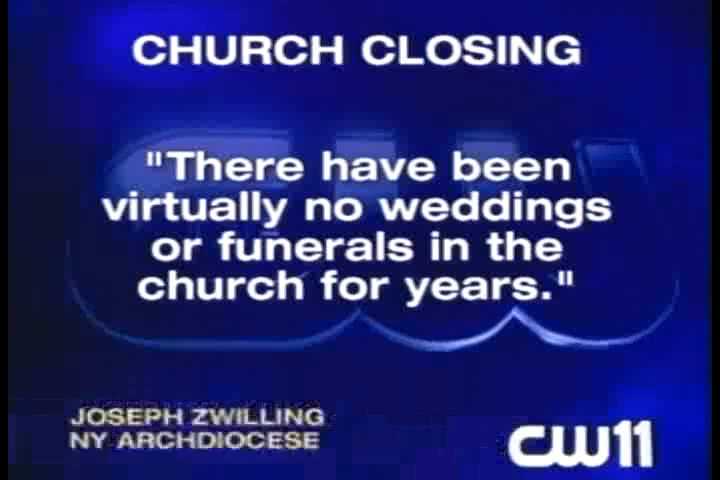 CHURCH CLOSING
"There have been
virtually no weddings
or funerals in the
church for years."
JOSEPH ZWILLING
NY ARCHDIOCESE
CW11